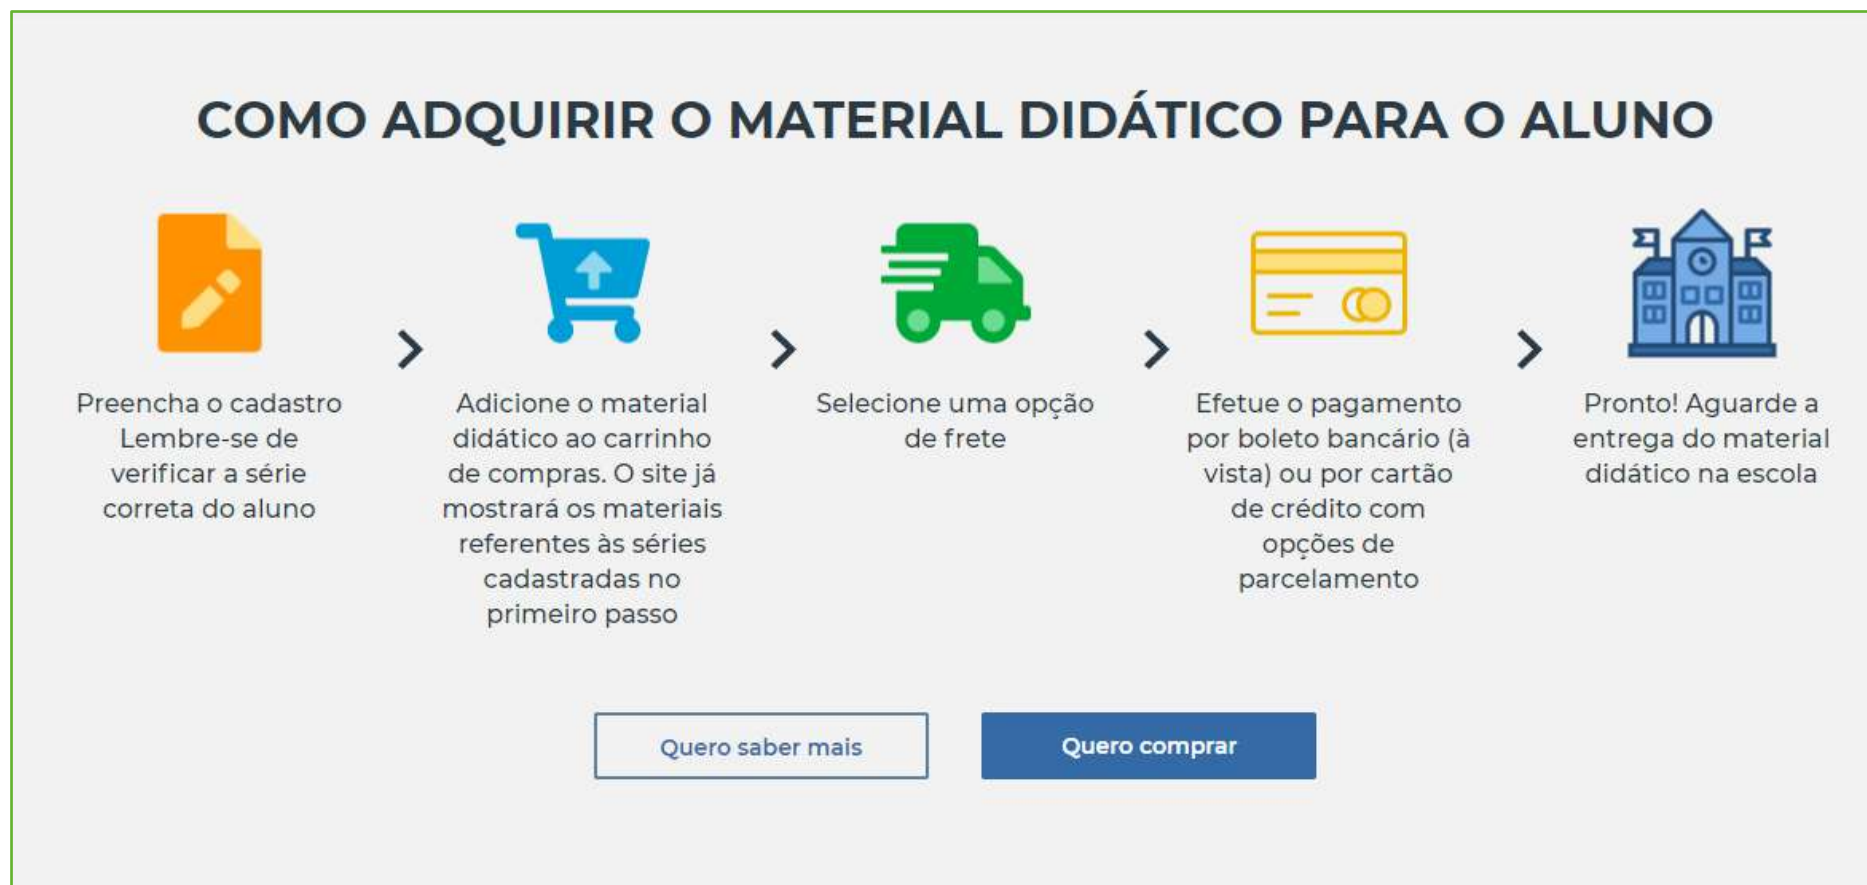 COMO ADQUIRIR O MATERIAL DIDÁTICO PARA O ALUNO
Preencha o cadastro
Lembre-se de
verificar a série
correta do aluno
Adicione o material
didático ao carrinho
de compras. O site já
mostrará os materiais
referentes às séries
cadastradas no
primeiro passo
Selecione uma opção
de frete
Efetue o pagamento
por boleto bancário (à
vista) ou por cartão
de crédito com
opções de
parcelamento
Pronto! Aguarde a
entrega do material
didático na escola
Quero saber mais
Quero comprar